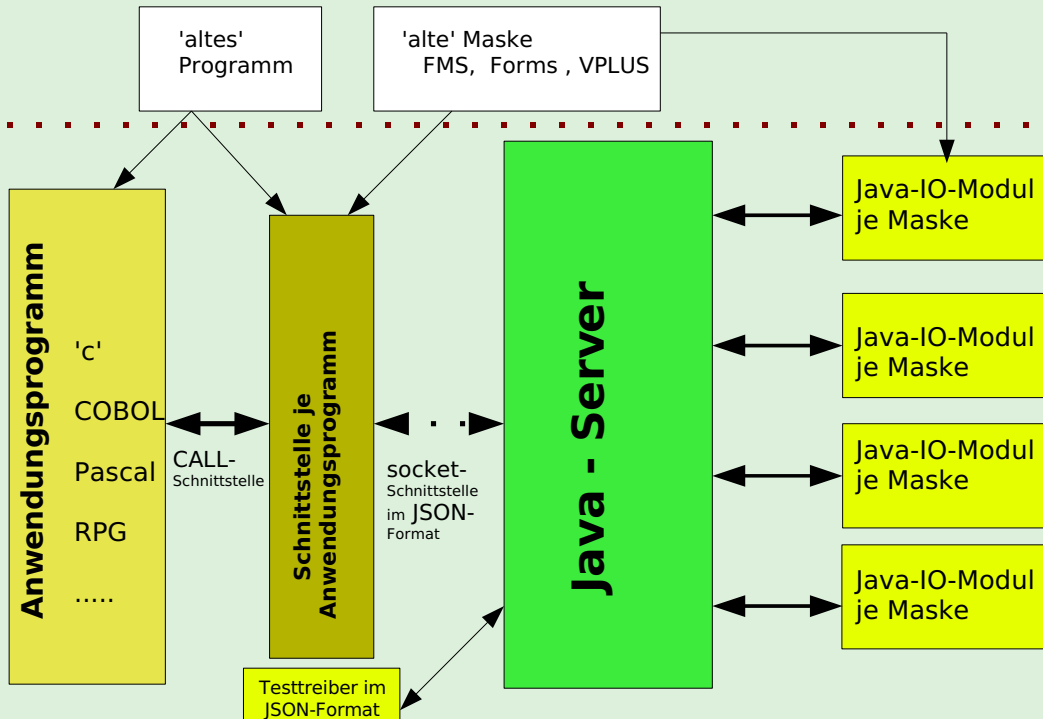 'altes'
Programm
'alte' Maske
FMS, Forms , VPLUS
Anwendungsprogramm
'c'
COBOL
Pascal
RPG
.....
CALL-
Schnittstelle
Schnittstelle je
Anwendungsprogramm
socket-
Schnittstelle
im JSON-
Format
Java - Server
Java-IO-Modul
je Maske
Java-IO-Modul
je Maske
Java-IO-Modul
je Maske
Java-IO-Modul
je Maske
Testtreiber im
JSON-Format